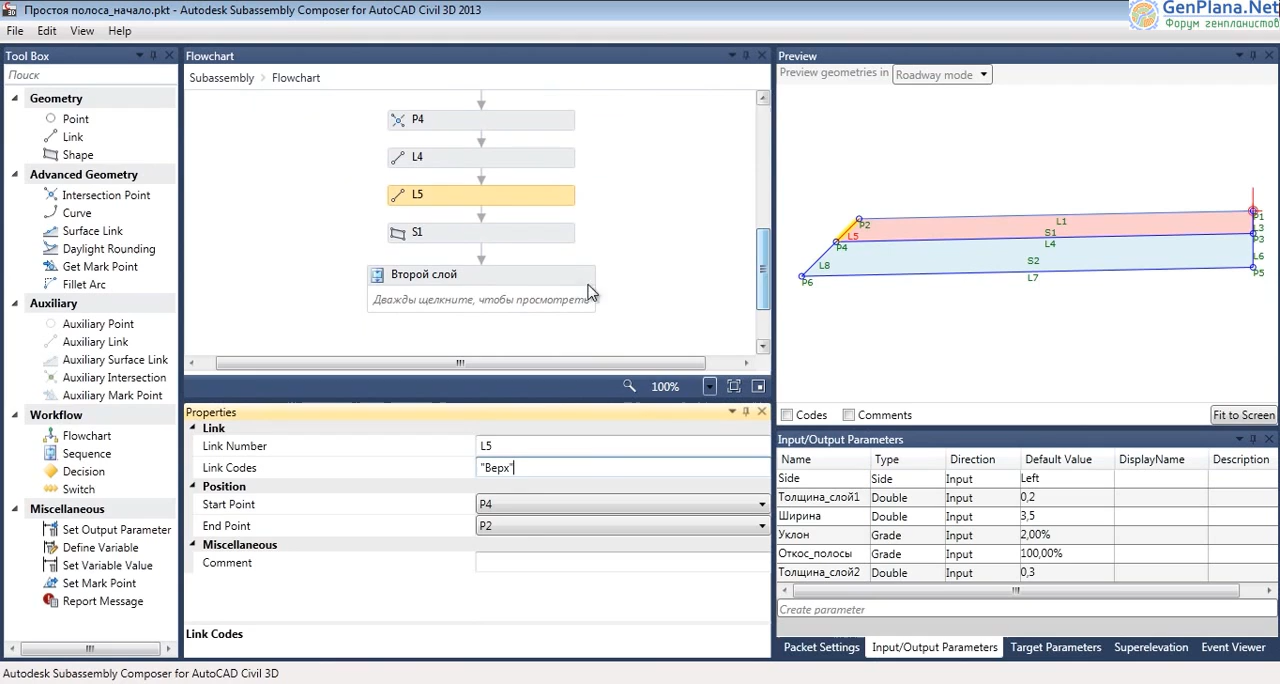 Простоя полоса_начало.pkt - Autodesk Subassembly Composer for AutoCAD Civil 3D 2013
GenPlana.Net
Форум генпланистов
File Edit View Help
Tool Box
Поиск
Geometry
Point
Link
Shape
Advanced Geometry
Intersection Point
Curve
Surface Link
Daylight Rounding
Get Mark Point
Fillet Arc
Auxiliary
Auxiliary Point
Auxiliary Link
Auxiliary Surface Link
Auxiliary Intersection
Auxiliary Mark Point
Workflow
Flowchart
Sequence
Decision
Switch
Miscellaneous
Set Output Parameter
Define Variable
Set Variable Value
Set Mark Point
Report Message
Flowchart
Subassembly > Flowchart
P4
L4
L5
S1
Второй слой
Дважды щелкните, чтобы просмотреть
100%
Properties
Link
Link Number L5
Link Codes "Верх"
Position
Start Point P4
End Point P2
Miscellaneous
Comment
Link Codes
Preview
Preview geometries in Roadway mode
P2 L1 P1
L5 S1 L3
P4 L4 P3
L8 S2 L6
P6 L7 P5
Codes Comments Fit to Screen
Input/Output Parameters
Name Type Direction Default Value DisplayName Description
Side Side Input Left
Толщина_слой1 Double Input 0,2
Ширина Double Input 3,5
Уклон Grade Input 2,00%
Откос_полосы Grade Input 100,00%
Толщина_слой2 Double Input 0,3
Create parameter
Packet Settings Input/Output Parameters Target Parameters Superelevation Event Viewer
Autodesk Subassembly Composer for AutoCAD Civil 3D